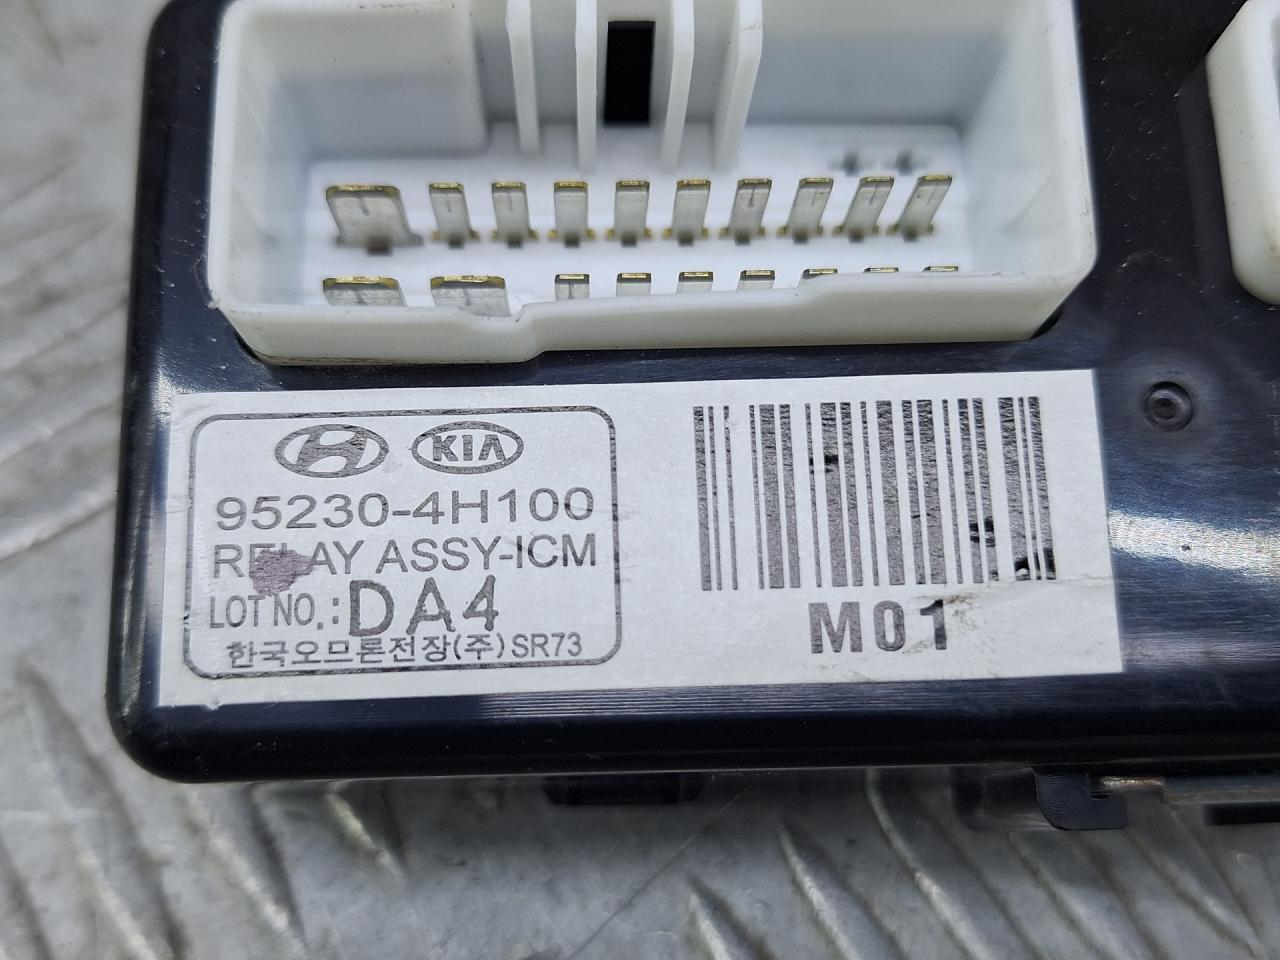 KIA
95230-4H100
RELAY ASSY-ICM
LOT NO.: DA4
한국오므론전장(주) SR73
M01